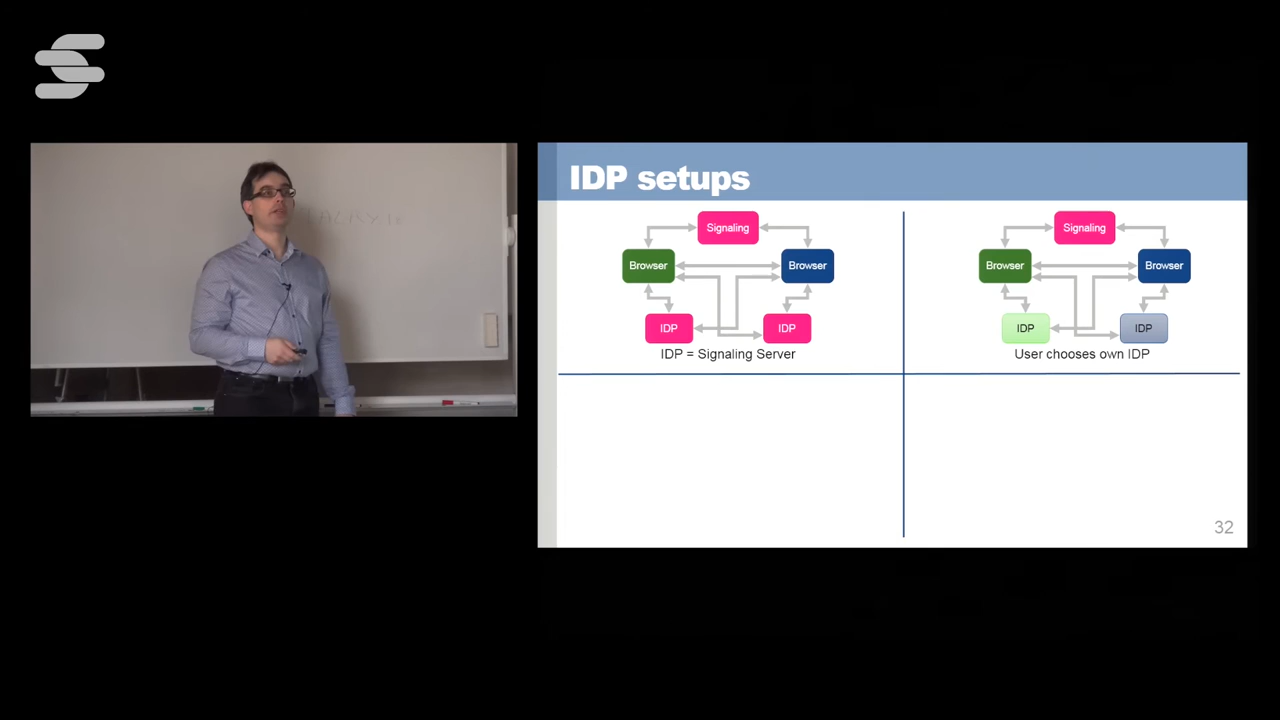 IDP setups
Signaling
Browser
Browser
IDP
IDP
IDP = Signaling Server
Signaling
Browser
Browser
IDP
IDP
User chooses own IDP
32